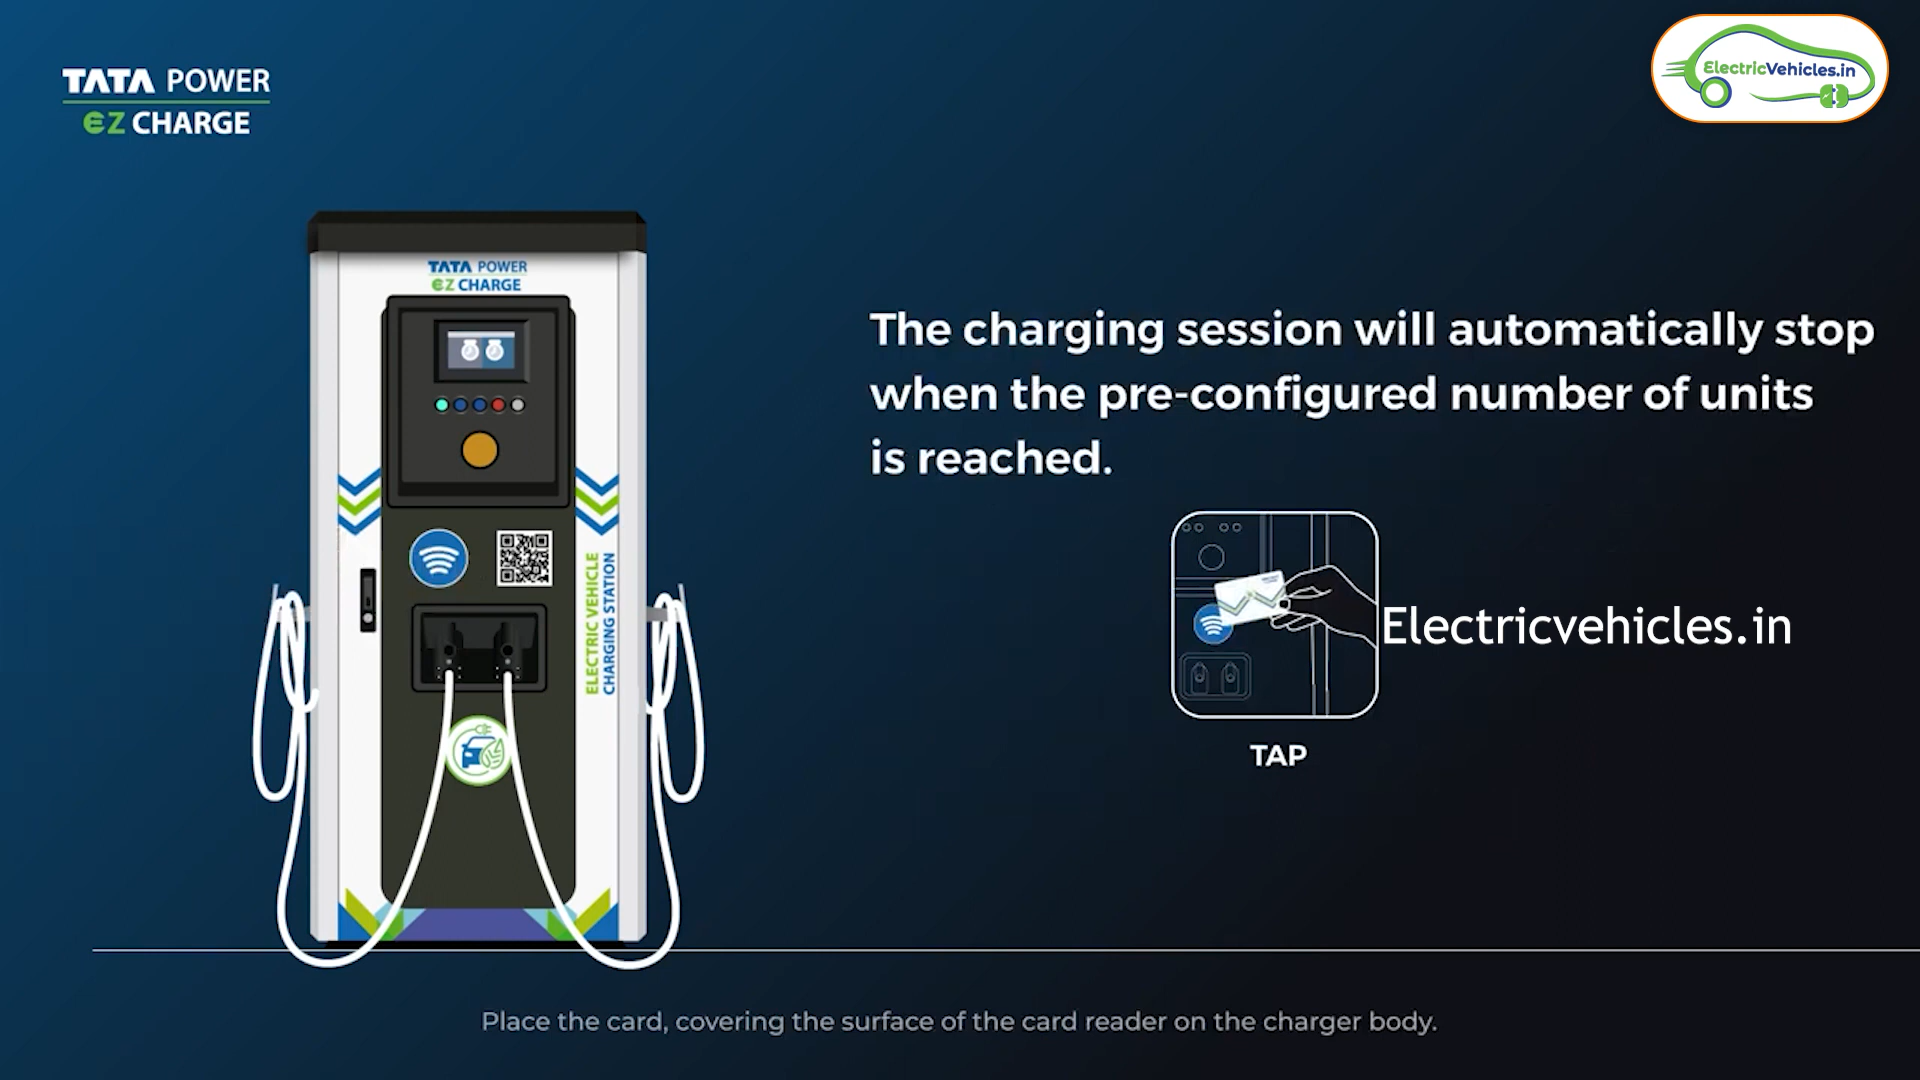 TATA POWER
EZ CHARGE
ElectricVehicles.in
TATA POWER
EZ CHARGE
ELECTRIC VEHICLE
CHARGING STATION
The charging session will automatically stop
when the pre-configured number of units
is reached.
Electricvehicles.in
TAP
Place the card, covering the surface of the card reader on the charger body.